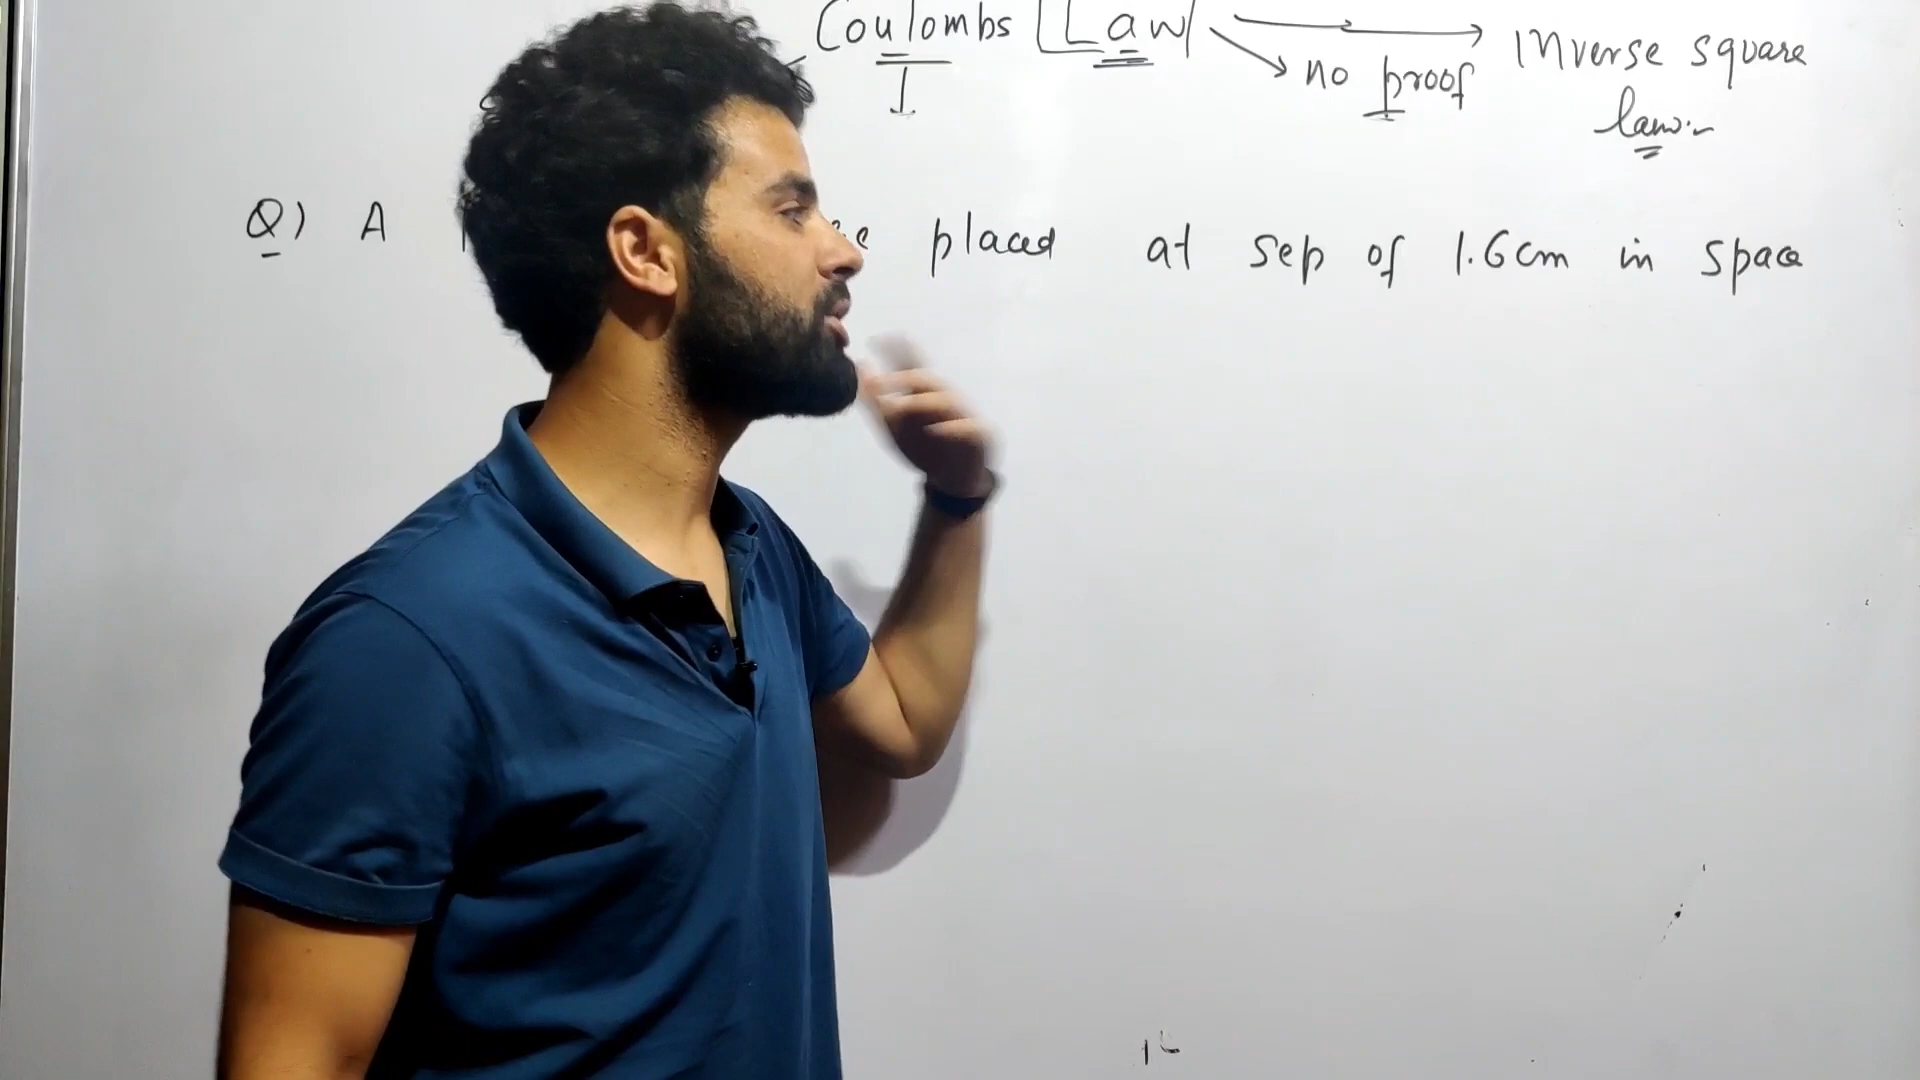 Coulombs Law
no proof
Inverse square
law.
Q) A placed at sep of 1.6cm in space